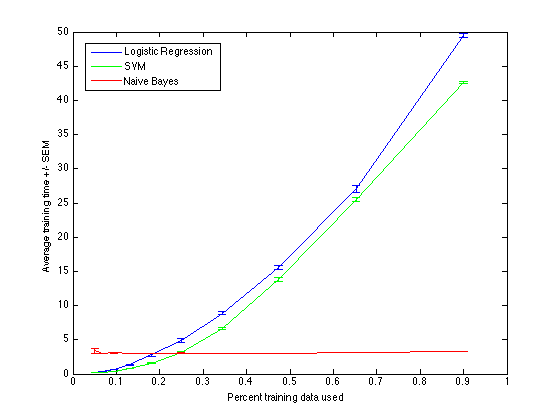 50
45
40
35
30
25
20
15
10
5
0
Average training time +/- SEM
Logistic Regression
SVM
Naive Bayes
0 0.1 0.2 0.3 0.4 0.5 0.6 0.7 0.8 0.9 1
Percent training data used